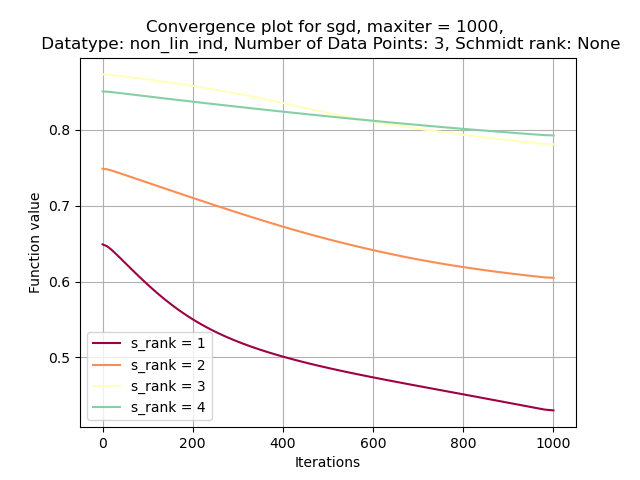 Convergence plot for sgd, maxiter = 1000,
Datatype: non_lin_ind, Number of Data Points: 3, Schmidt rank: None
Function value
0.8
0.7
0.6
0.5
s_rank = 1
s_rank = 2
s_rank = 3
s_rank = 4
0 200 400 600 800 1000
Iterations